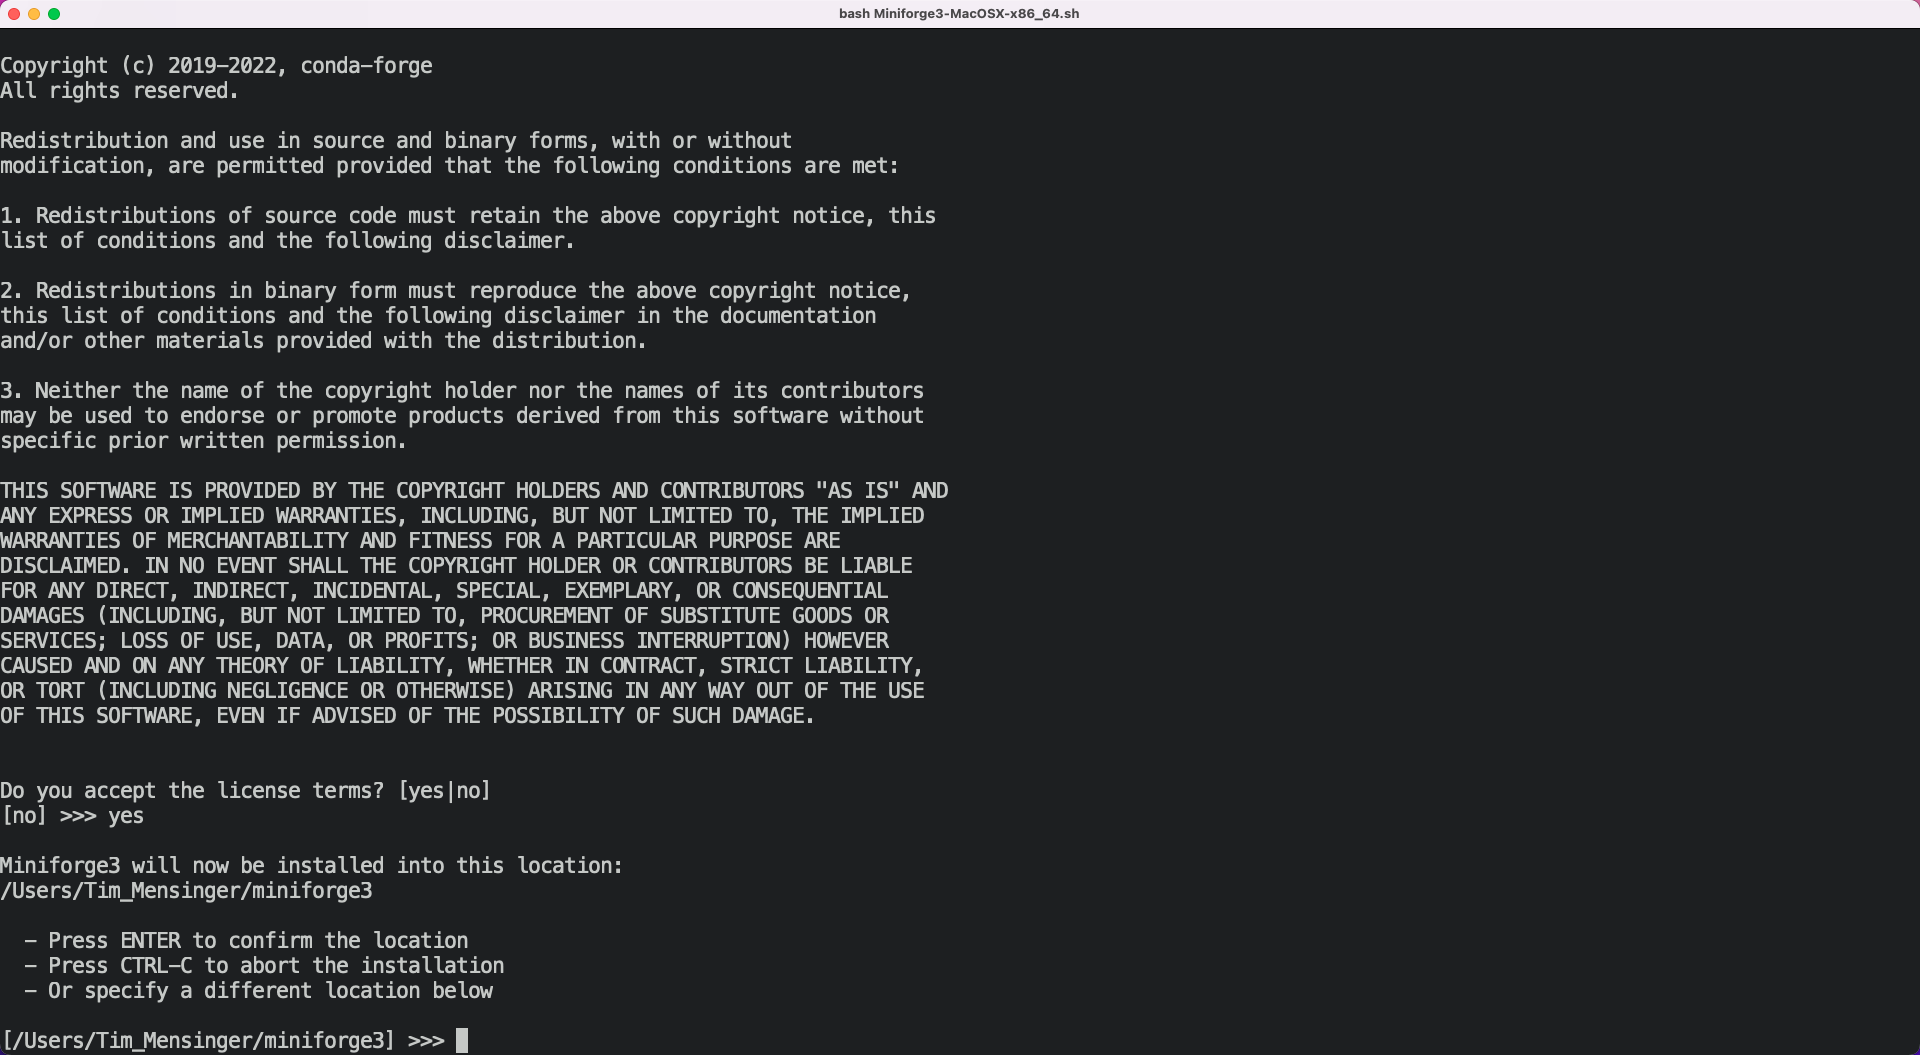 bash Miniforge3-MacOSX-x86_64.sh
Copyright (c) 2019-2022, conda-forge
All rights reserved.
Redistribution and use in source and binary forms, with or without
modification, are permitted provided that the following conditions are met:
1. Redistributions of source code must retain the above copyright notice, this
list of conditions and the following disclaimer.
2. Redistributions in binary form must reproduce the above copyright notice,
this list of conditions and the following disclaimer in the documentation
and/or other materials provided with the distribution.
3. Neither the name of the copyright holder nor the names of its contributors
may be used to endorse or promote products derived from this software without
specific prior written permission.
THIS SOFTWARE IS PROVIDED BY THE COPYRIGHT HOLDERS AND CONTRIBUTORS "AS IS" AND
ANY EXPRESS OR IMPLIED WARRANTIES, INCLUDING, BUT NOT LIMITED TO, THE IMPLIED
WARRANTIES OF MERCHANTABILITY AND FITNESS FOR A PARTICULAR PURPOSE ARE
DISCLAIMED. IN NO EVENT SHALL THE COPYRIGHT HOLDER OR CONTRIBUTORS BE LIABLE
FOR ANY DIRECT, INDIRECT, INCIDENTAL, SPECIAL, EXEMPLARY, OR CONSEQUENTIAL
DAMAGES (INCLUDING, BUT NOT LIMITED TO, PROCUREMENT OF SUBSTITUTE GOODS OR
SERVICES; LOSS OF USE, DATA, OR PROFITS; OR BUSINESS INTERRUPTION) HOWEVER
CAUSED AND ON ANY THEORY OF LIABILITY, WHETHER IN CONTRACT, STRICT LIABILITY,
OR TORT (INCLUDING NEGLIGENCE OR OTHERWISE) ARISING IN ANY WAY OUT OF THE USE
OF THIS SOFTWARE, EVEN IF ADVISED OF THE POSSIBILITY OF SUCH DAMAGE.
Do you accept the license terms? [yes|no]
[no] >>> yes
Miniforge3 will now be installed into this location:
/Users/Tim_Mensinger/miniforge3
- Press ENTER to confirm the location
- Press CTRL-C to abort the installation
- Or specify a different location below
[/Users/Tim_Mensinger/miniforge3] >>>